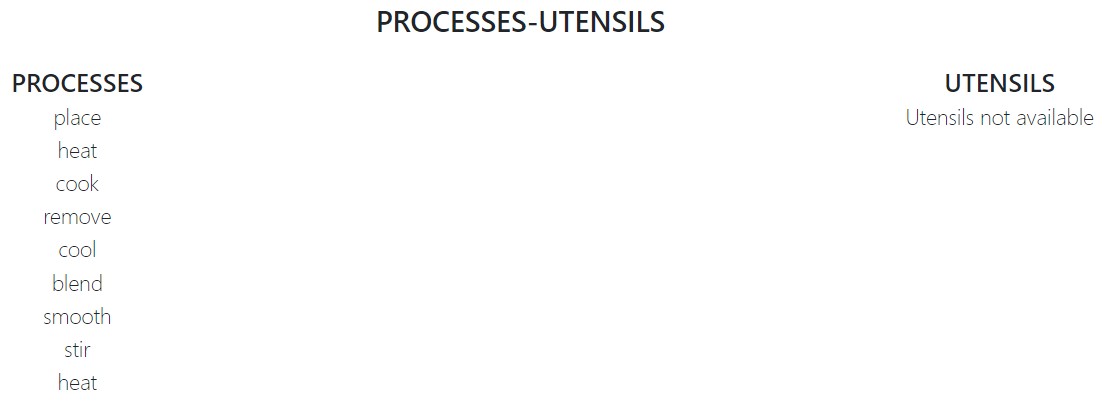 PROCESSES-UTENSILS
PROCESSES
place
heat
cook
remove
cool
blend
smooth
stir
heat
UTENSILS
Utensils not available